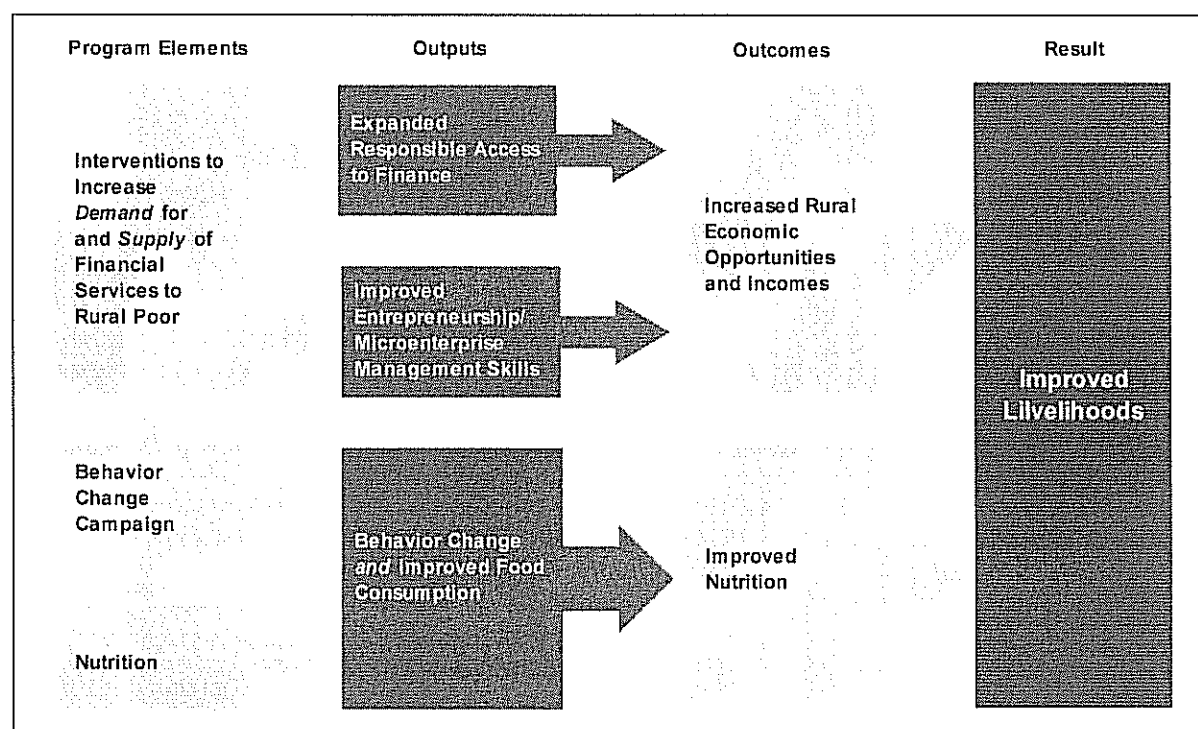 Program Elements
Outputs
Outcomes
Result
Interventions to
Increase
Demand for
and Supply of
Financial
Services to
Rural Poor
Expanded
Responsible Access
to Finance
Improved
Entrepreneurship/
Microenterprise
Management Skills
Increased Rural
Economic
Opportunities
and Incomes
Improved
Lilvelihoods
Behavior
Change
Campaign
Nutrition
Behavior Change
and Improved Food
Consumption
Improved
Nutrition